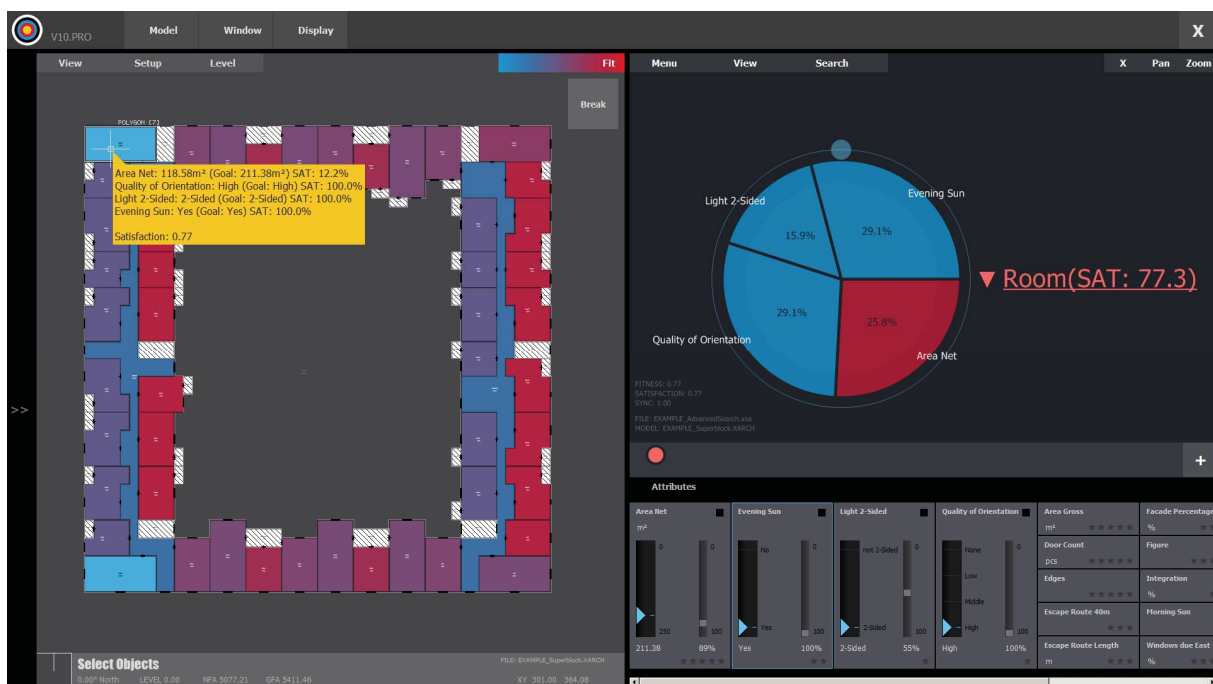 V10.PRO
Model Window Display
X
View Setup Level
Fit
Break
POLYGON [7]
Area Net: 118.58m² (Goal: 211.38m²) SAT: 12.2%
Quality of Orientation: High (Goal: High) SAT: 100.0%
Light 2-Sided: 2-Sided (Goal: 2-Sided) SAT: 100.0%
Evening Sun: Yes (Goal: Yes) SAT: 100.0%
Satisfaction: 0.77
>>
Select Objects
0.00° North LEVEL 0.00 NFA 5077.21 GFA 5411.46
FILE: EXAMPLE_Superblock.XARCH
XY 301.00 364.08
Menu View Search
X Pan Zoom
Light 2-Sided
Evening Sun
15.9%
29.1%
▼ Room(SAT: 77.3)
29.1%
25.8%
Quality of Orientation
Area Net
FITNESS: 0.77
SATISFACTION: 0.77
SYNC: 1.00
FILE: EXAMPLE_AdvancedSearch.xsa
MODEL: EXAMPLE_Superblock.XARCH
+
Attributes
Area Net
m²
0
250
0
100
211.38 89%
Evening Sun
No
Yes
0
100
Yes 100%
Light 2-Sided
not 2-Sided
2-Sided
0
100
2-Sided 55%
Quality of Orientation
None
Low
Middle
High
0
100
High 100%
Area Gross
m²
Door Count
pcs
Edges
Escape Route 40m
Escape Route Length
m
Facade Percentage
%
Figure
Integration
%
Morning Sun
Windows due East
%